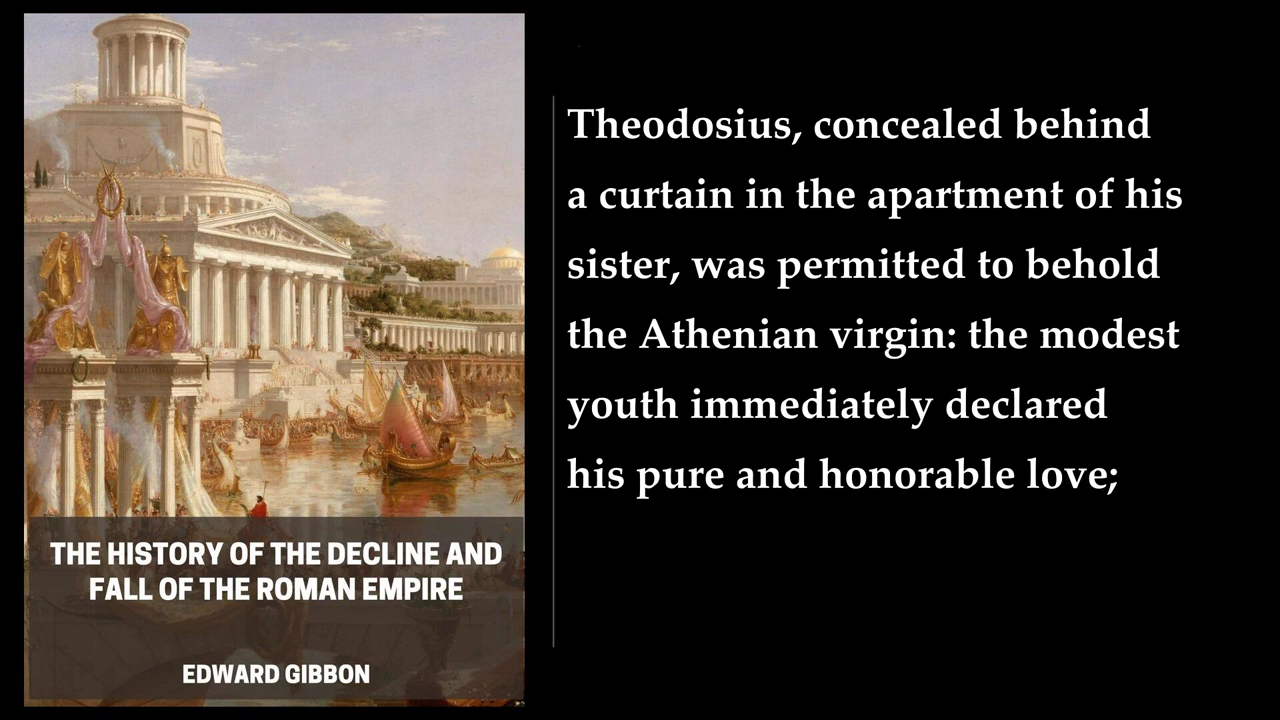 THE HISTORY OF THE DECLINE AND
FALL OF THE ROMAN EMPIRE
EDWARD GIBBON
Theodosius, concealed behind
a curtain in the apartment of his
sister, was permitted to behold
the Athenian virgin: the modest
youth immediately declared
his pure and honorable love;